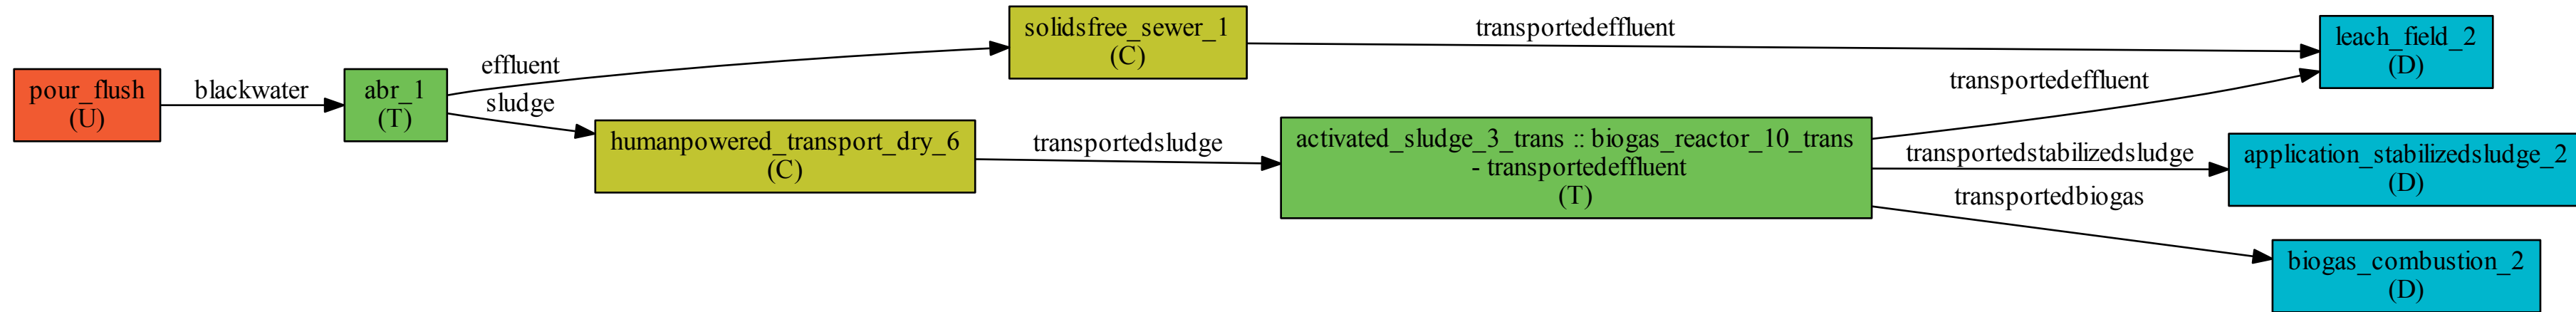 pour_flush
(U)
blackwater
abr_1
(T)
effluent
sludge
solidsfree_sewer_1
(C)
humanpowered_transport_dry_6
(C)
transportedeffluent
transportedsludge
activated_sludge_3_trans :: biogas_reactor_10_trans
- transportedeffluent
(T)
transportedeffluent
transportedstabilizedsludge
transportedbiogas
leach_field_2
(D)
application_stabilizedsludge_2
(D)
biogas_combustion_2
(D)